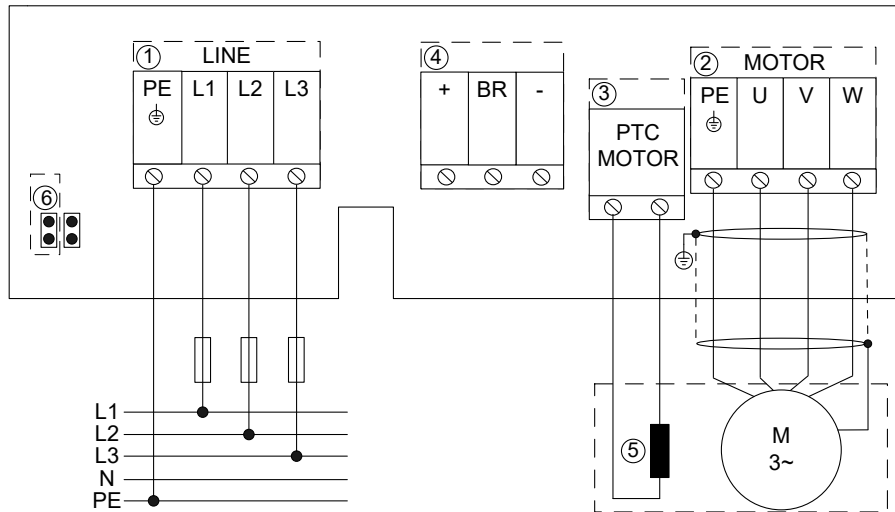 ① LINE
PE L1 L2 L3
④
+ BR -
③
PTC
MOTOR
② MOTOR
PE U V W
⑥
L1
L2
L3
N
PE
⑤
M
3~